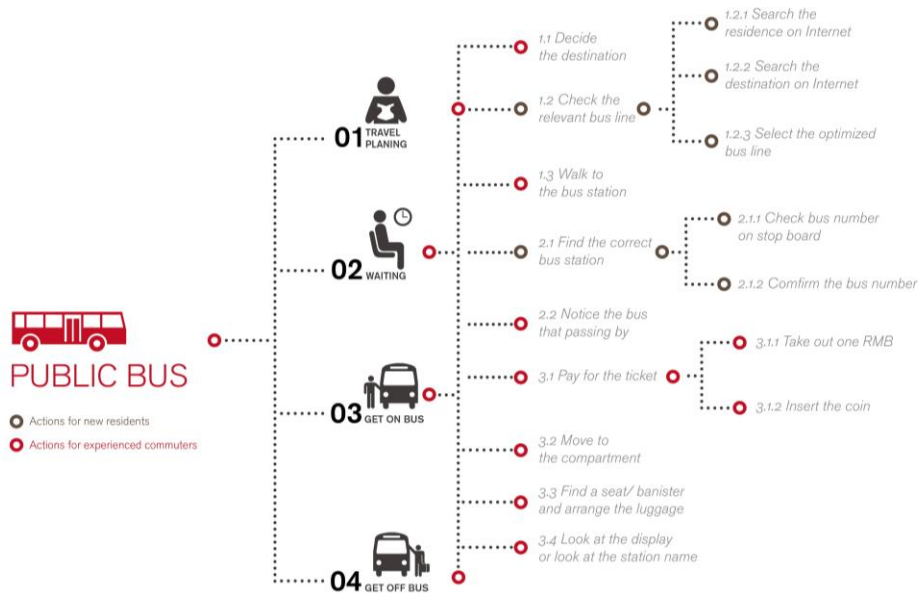 PUBLIC BUS
Actions for new residents
Actions for experienced commuters
01 TRAVEL
PLANING
02 WAITING
03 GET ON BUS
04 GET OFF BUS
1.1 Decide
the destination
1.2 Check the
relevant bus line
1.2.1 Search the
residence on Internet
1.2.2 Search the
destination on Internet
1.2.3 Select the optimized
bus line
1.3 Walk to
the bus station
2.1 Find the correct
bus station
2.1.1 Check bus number
on stop board
2.1.2 Comfirm the bus number
2.2 Notice the bus
that passing by
3.1 Pay for the ticket
3.1.1 Take out one RMB
3.1.2 Insert the coin
3.2 Move to
the compartment
3.3 Find a seat/ banister
and arrange the luggage
3.4 Look at the display
or look at the station name